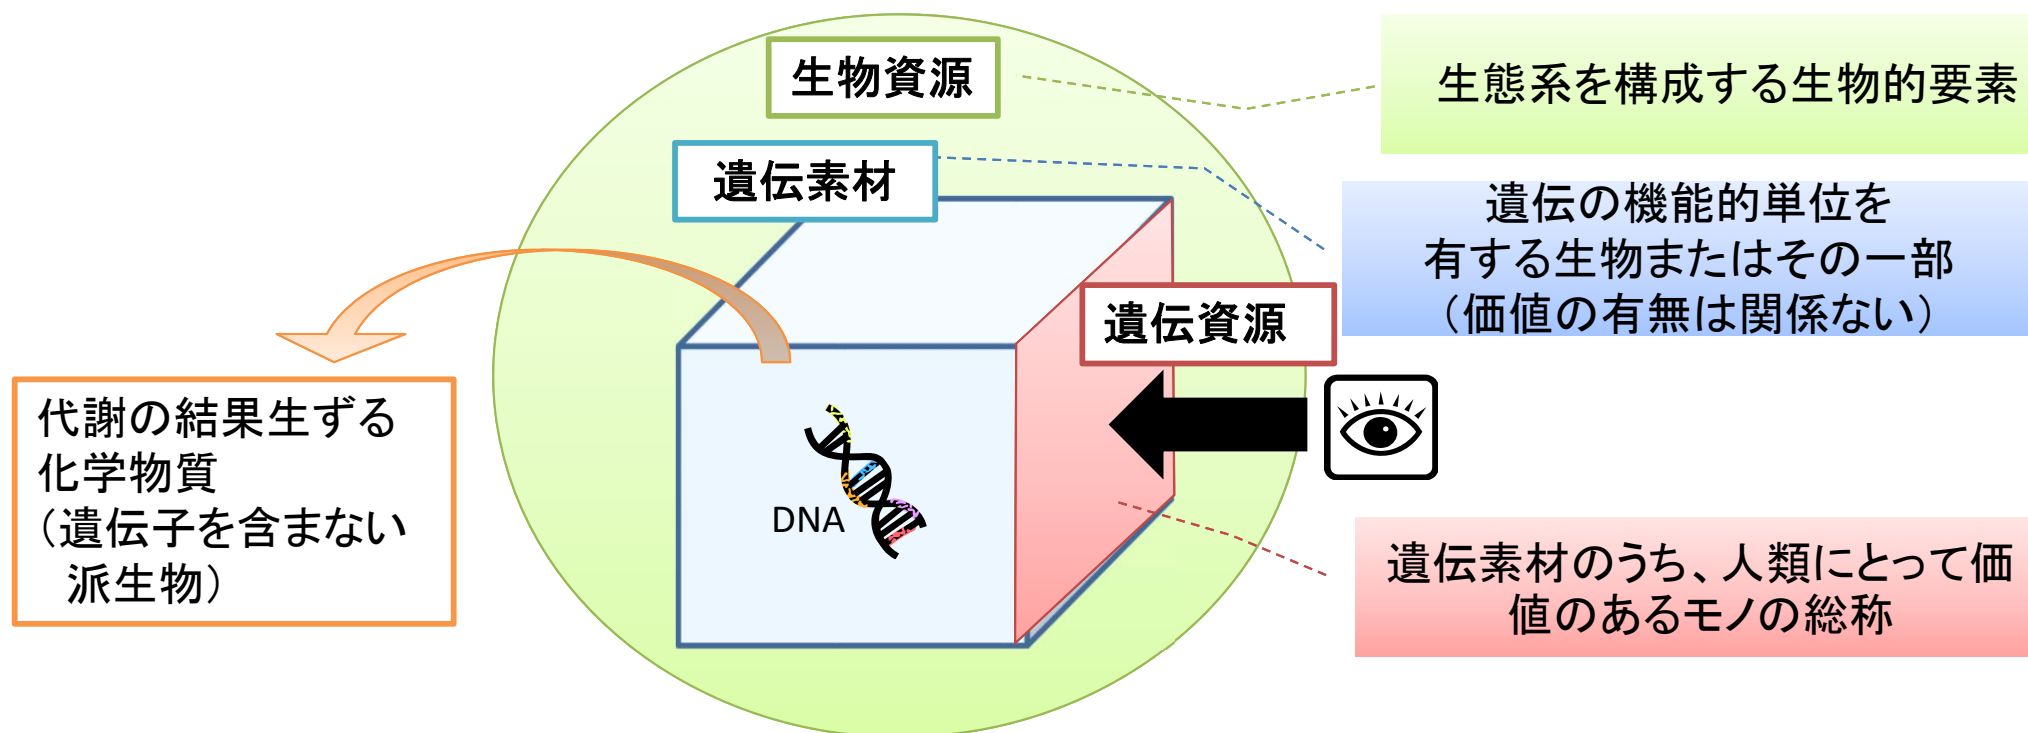 生物資源
生態系を構成する生物的要素
遺伝素材
遺伝の機能的単位を
有する生物またはその一部
（価値の有無は関係ない）
遺伝資源
代謝の結果生ずる
化学物質
（遺伝子を含まない
派生物）
DNA
遺伝素材のうち、人類にとって価
値のあるモノの総称